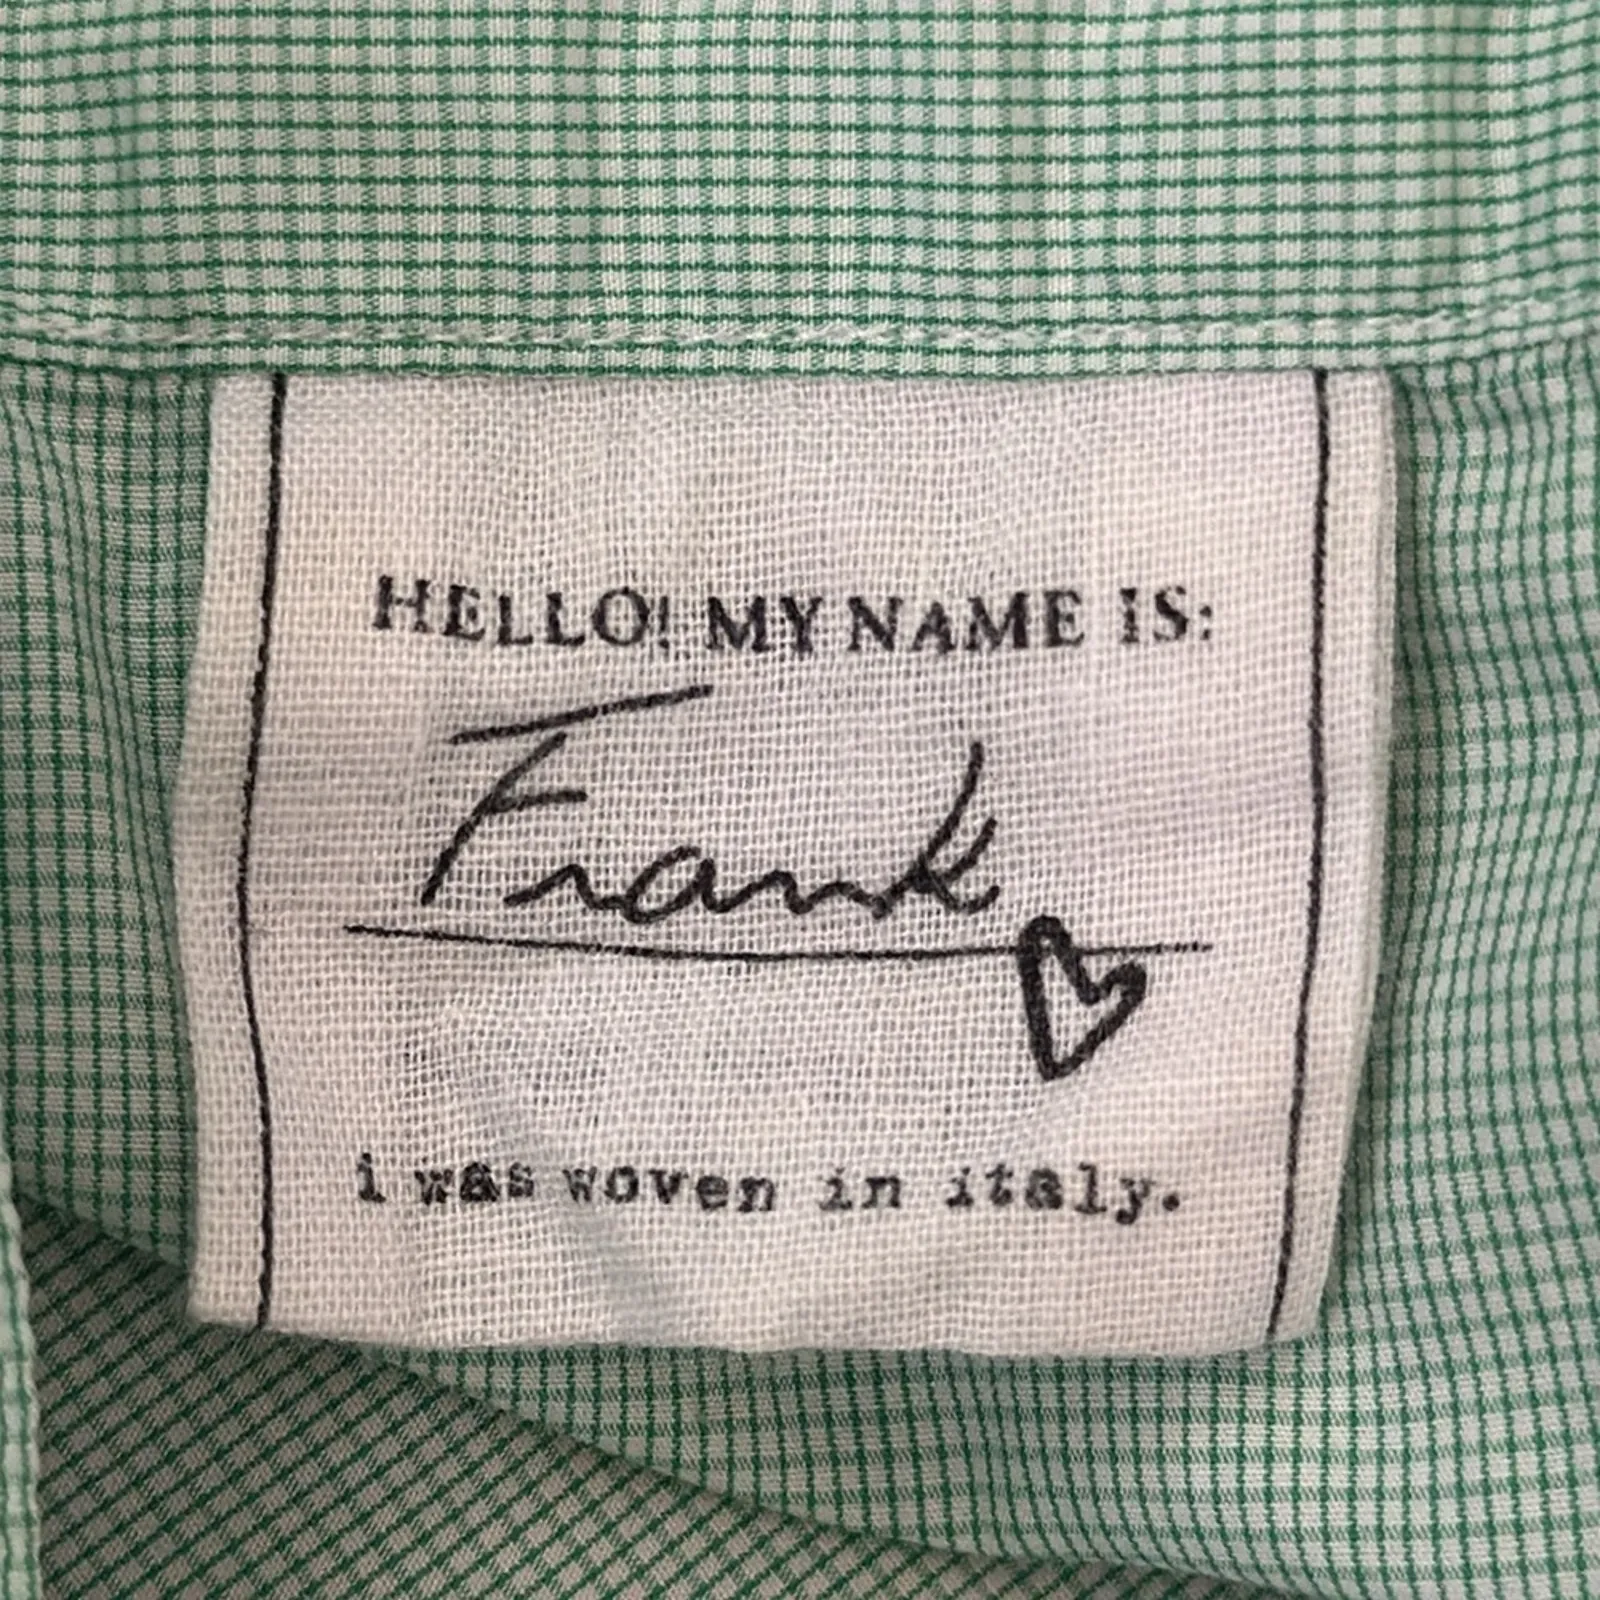 HELLO! MY NAME IS:
Frank
i was woven in italy.